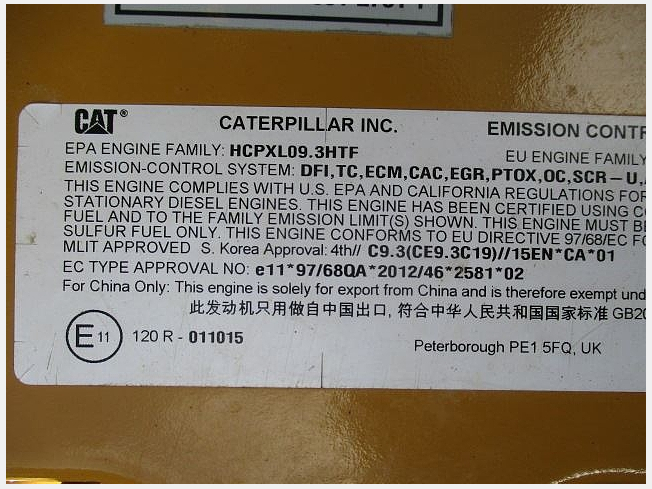 CAT®
CATERPILLAR INC. EMISSION CONTR
EPA ENGINE FAMILY: HCPXL09.3HTF EU ENGINE FAMILY
EMISSION-CONTROL SYSTEM: DFI,TC,ECM,CAC,EGR,PTOX,OC,SCR-U,
THIS ENGINE COMPLIES WITH U.S. EPA AND CALIFORNIA REGULATIONS FOR
STATIONARY DIESEL ENGINES. THIS ENGINE HAS BEEN CERTIFIED USING
FUEL AND TO THE FAMILY EMISSION LIMIT(S) SHOWN. THIS ENGINE MUST BE
SULFUR FUEL ONLY. THIS ENGINE CONFORMS TO EU DIRECTIVE 97/68/EC
MLIT APPROVED S. Korea Approval: 4th// C9.3(CE9.3C19)//15EN*CA*01
EC TYPE APPROVAL NO: e11*97/68QA*2012/46*2581*02
For China Only: This engine is solely for export from China and is therefore exempt und
此发动机只用做自中国出口, 符合中华人民共和国国家标准 GB20
E11 120 R - 011015
Peterborough PE1 5FQ, UK